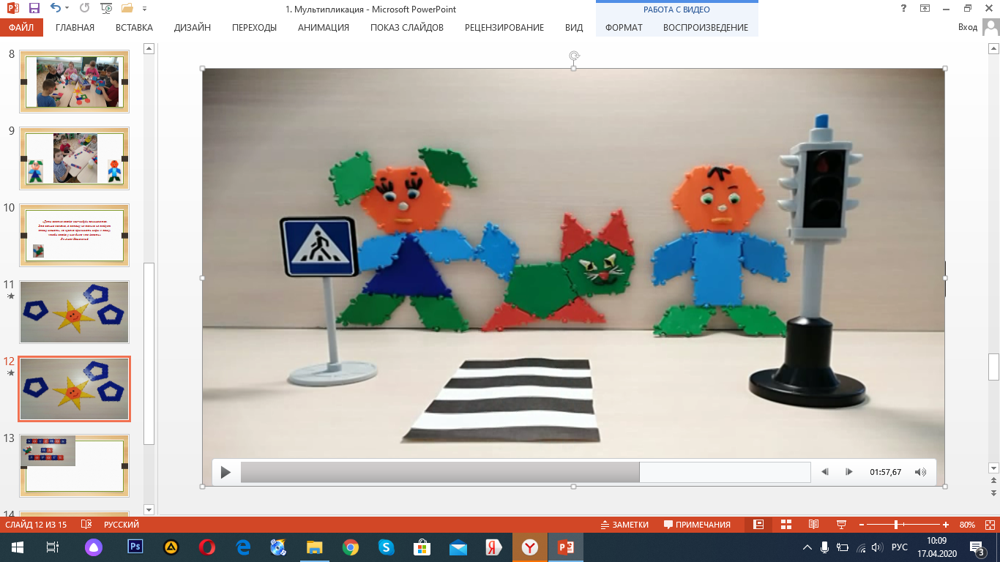 1. Мультипликация - Microsoft PowerPoint
РАБОТА С ВИДЕО
ФАЙЛ ГЛАВНАЯ ВСТАВКА ДИЗАЙН ПЕРЕХОДЫ АНИМАЦИЯ ПОКАЗ СЛАЙДОВ РЕЦЕНЗИРОВАНИЕ ВИД ФОРМАТ ВОСПРОИЗВЕДЕНИЕ Вход
8
9
10
11
12
13
14
01:57,67
СЛАЙД 12 ИЗ 15 РУССКИЙ ЗАМЕТКИ ПРИМЕЧАНИЯ 80%
Ps S Я Y P
РУС
10:09
17.04.2020
3